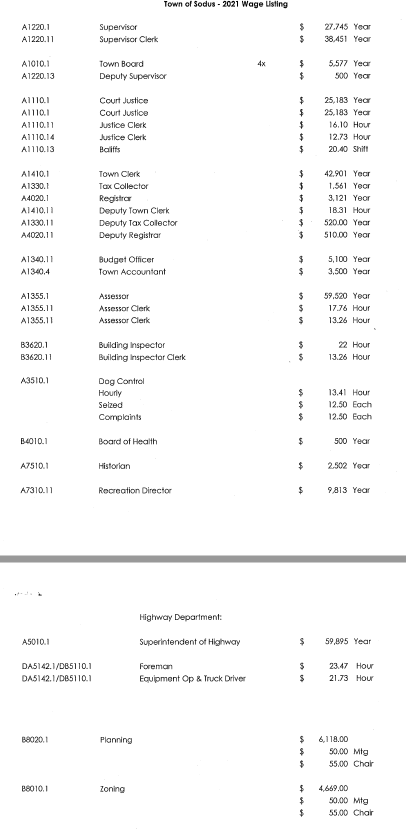 Town of Sodus - 2021 Wage Listing
A1220.1 Supervisor $ 27,745 Year
A1220.11 Supervisor Clerk $ 38,451 Year
A1010.1 Town Board 4x $ 5,577 Year
A1220.13 Deputy Supervisor $ 500 Year
A1110.1 Court Justice $ 25,183 Year
A1110.1 Court Justice $ 25,183 Year
A1110.11 Justice Clerk $ 16.10 Hour
A1110.14 Justice Clerk $ 12.73 Hour
A1110.13 Baliffs $ 20.40 Shift
A1410.1 Town Clerk $ 42,901 Year
A1330.1 Tax Collector $ 1,561 Year
A4020.1 Registrar $ 3,121 Year
A1410.11 Deputy Town Clerk $ 18.31 Hour
A1330.11 Deputy Tax Collector $ 520.00 Year
A4020.11 Deputy Registrar $ 510.00 Year
A1340.11 Budget Officer $ 5,100 Year
A1340.4 Town Accountant $ 3,500 Year
A1355.1 Assessor $ 59,520 Year
A1355.11 Assessor Clerk $ 17.76 Hour
A1355.11 Assessor Clerk $ 13.26 Hour
B3620.1 Building Inspector $ 22 Hour
B3620.11 Building Inspector Clerk $ 13.26 Hour
A3510.1 Dog Control
Hourly $ 13.41 Hour
Seized $ 12.50 Each
Complaints $ 12.50 Each
B4010.1 Board of Health $ 500 Year
A7510.1 Historian $ 2,502 Year
A7310.11 Recreation Director $ 9,813 Year
Highway Department:
A5010.1 Superintendent of Highway $ 59,895 Year
DA5142.1/DB5110.1 Foreman $ 23.47 Hour
DA5142.1/DB5110.1 Equipment Op & Truck Driver $ 21.73 Hour
B8020.1 Planning $ 6,118.00
$ 50.00 Mtg
$ 55.00 Chair
B8010.1 Zoning $ 4,669.00
$ 50.00 Mtg
$ 55.00 Chair